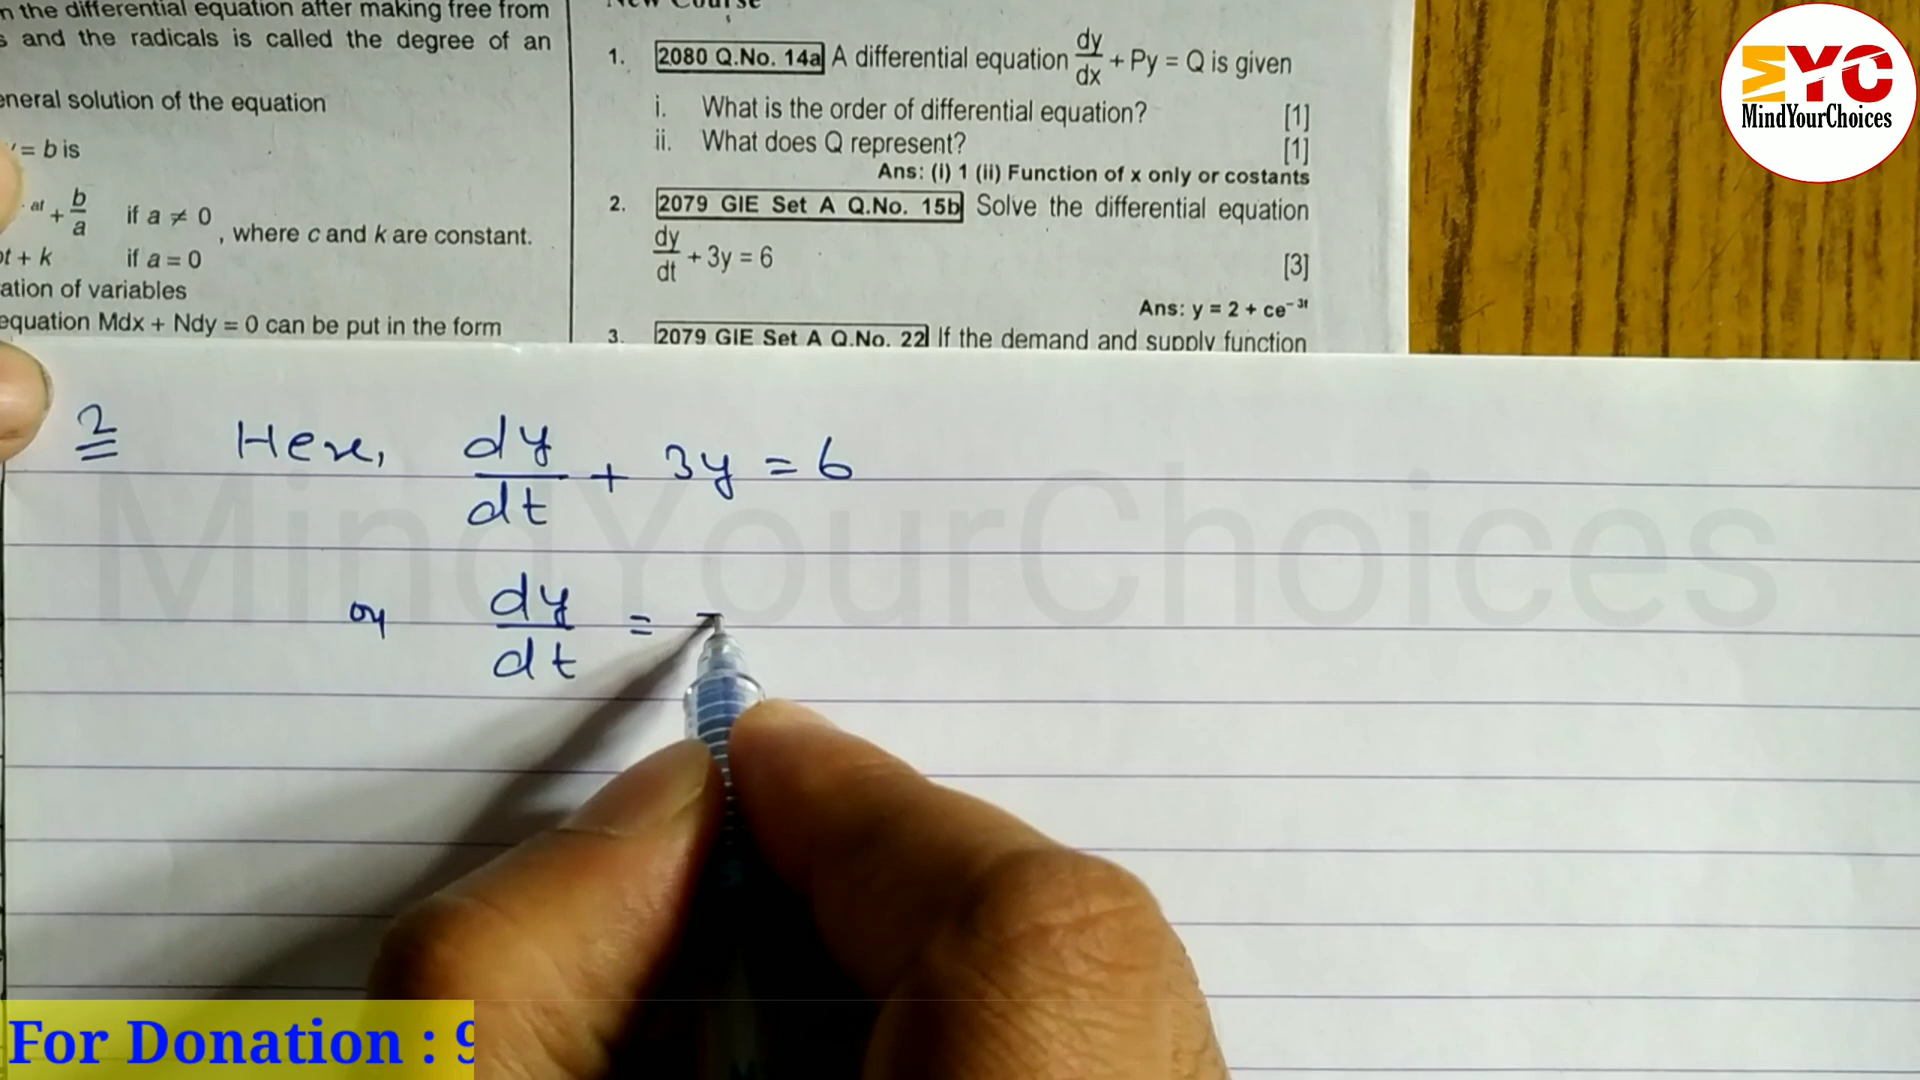 n the differential equation after making free from
s and the radicals is called the degree of an
eneral solution of the equation
y = b is
at + b/a if a ≠ 0
, where c and k are constant.
t + k if a = 0
ation of variables
equation Mdx + Ndy = 0 can be put in the form
New Course
1. 2080 Q.No. 14a A differential equation dy/dx + Py = Q is given
i. What is the order of differential equation? [1]
ii. What does Q represent? [1]
Ans: (i) 1 (ii) Function of x only or costants
2. 2079 GIE Set A Q.No. 15b Solve the differential equation
dy/dt + 3y = 6 [3]
Ans: y = 2 + ce⁻³ᵗ
3. 2079 GIE Set A Q.No. 22 If the demand and supply function
MYC
MindYourChoices
2 Here, dy/dt + 3y = 6
or dy/dt =
MindYourChoices
For Donation : 9